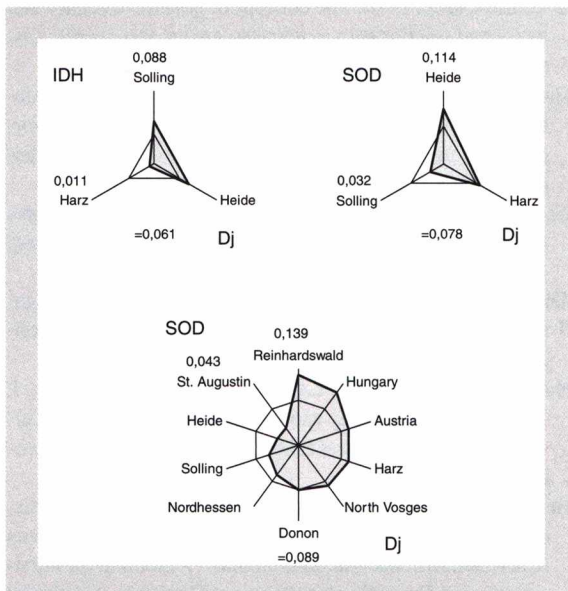 IDH
0,088
Solling
0,011
Harz
Heide
=0,061
Dj
SOD
0,114
Heide
0,032
Solling
Harz
=0,078
Dj
SOD
0,139
Reinhardswald
0,043
St. Augustin
Hungary
Heide
Austria
Solling
Harz
Nordhessen
North Vosges
Donon
=0,089
Dj